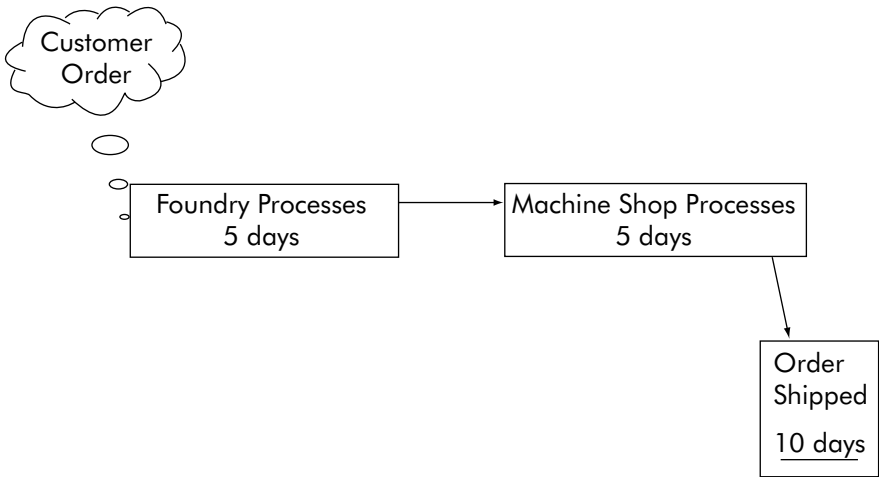 Customer
Order
Foundry Processes
5 days
Machine Shop Processes
5 days
Order
Shipped
10 days